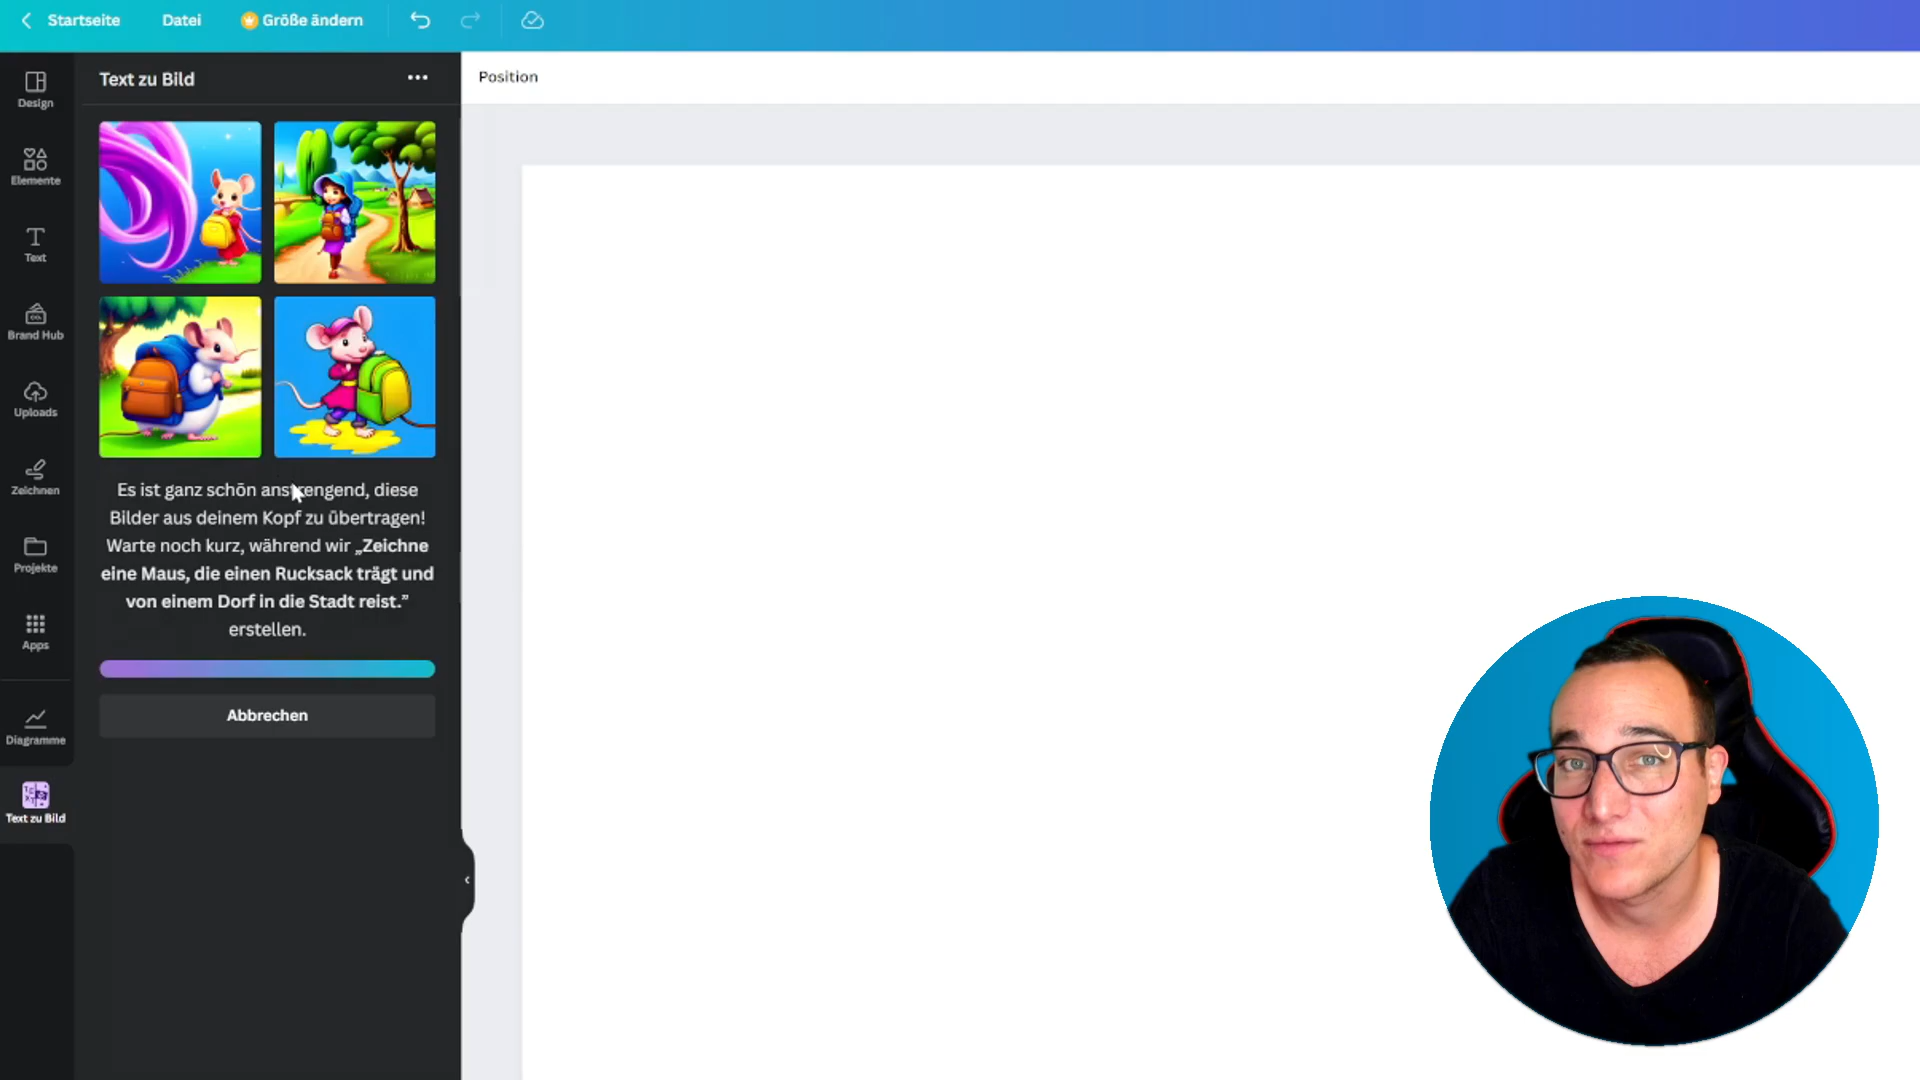 Startseite
Datei
Größe ändern
Text zu Bild
Position
Design
Elemente
Text
Brand Hub
Uploads
Zeichnen
Projekte
Apps
Diagramme
Text zu Bild
Es ist ganz schön anstrengend, diese
Bilder aus deinem Kopf zu übertragen!
Warte noch kurz, während wir „Zeichne
eine Maus, die einen Rucksack trägt und
von einem Dorf in die Stadt reist.”
erstellen.
Abbrechen